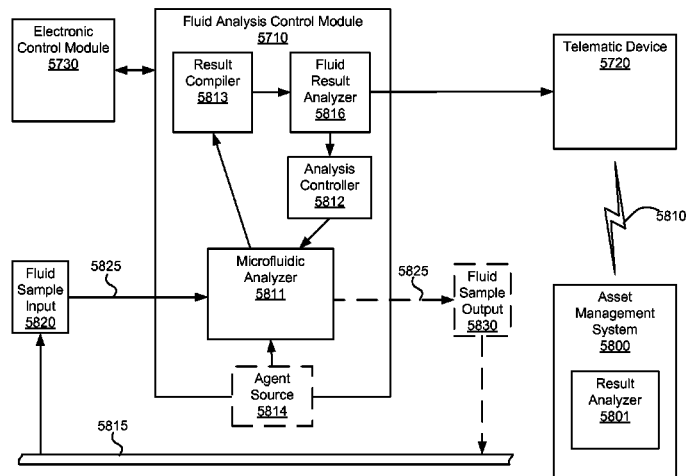 Electronic
Control Module
5730
Fluid Analysis Control Module
5710
Result
Compiler
5813
Fluid
Result
Analyzer
5816
Analysis
Controller
5812
Telematic Device
5720
5810
Fluid
Sample
Input
5820
5825
Microfluidic
Analyzer
5811
5825
Fluid
Sample
Output
5830
Asset
Management
System
5800
Result
Analyzer
5801
Agent
Source
5814
5815